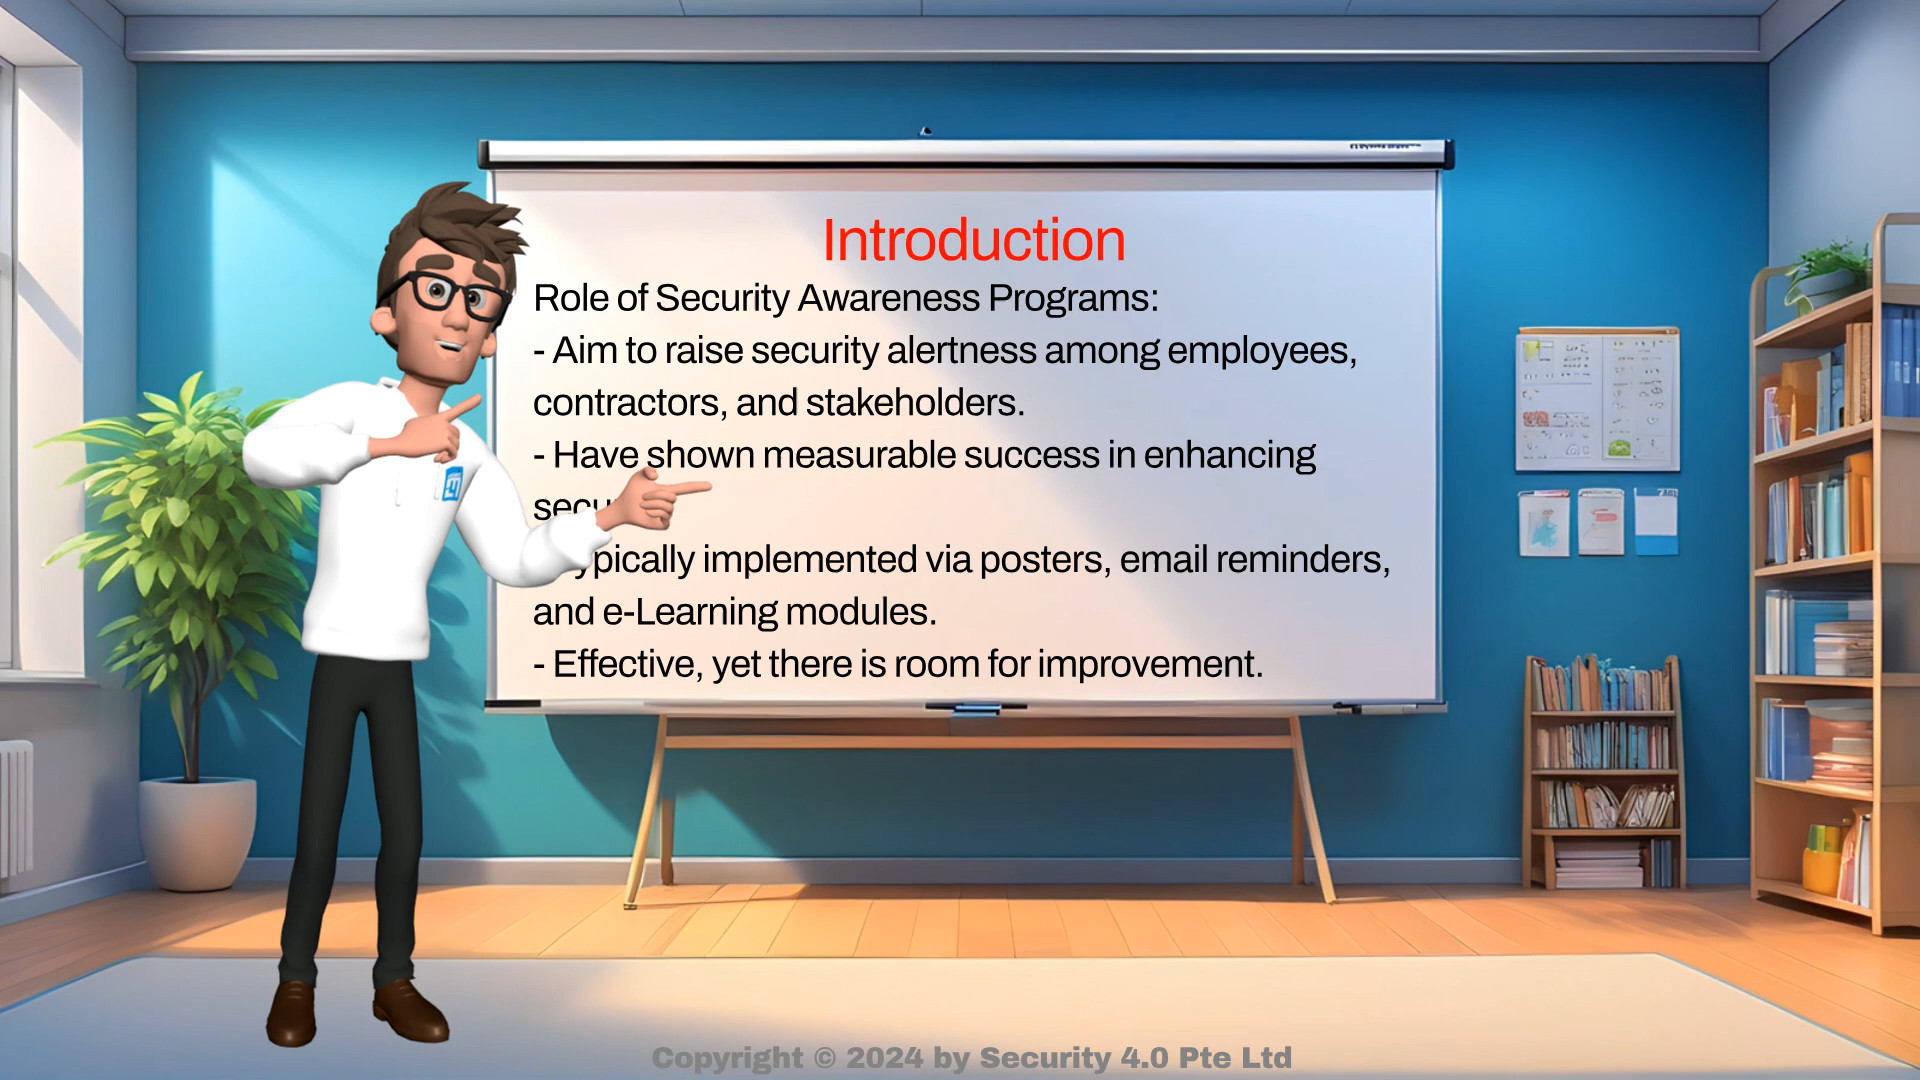 Introduction
Role of Security Awareness Programs:
- Aim to raise security alertness among employees,
contractors, and stakeholders.
- Have shown measurable success in enhancing
and e-Learning modules.
implemented via posters, email reminders,
- Effective, yet there is room for improvement.
Copyright © 2024 by Security 4.0 Pte Ltd